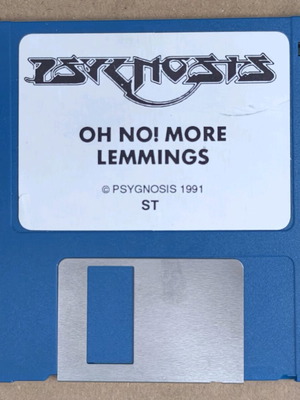 PSYGNOSIS
OH NO! MORE
LEMMINGS
© PSYGNOSIS 1991
ST